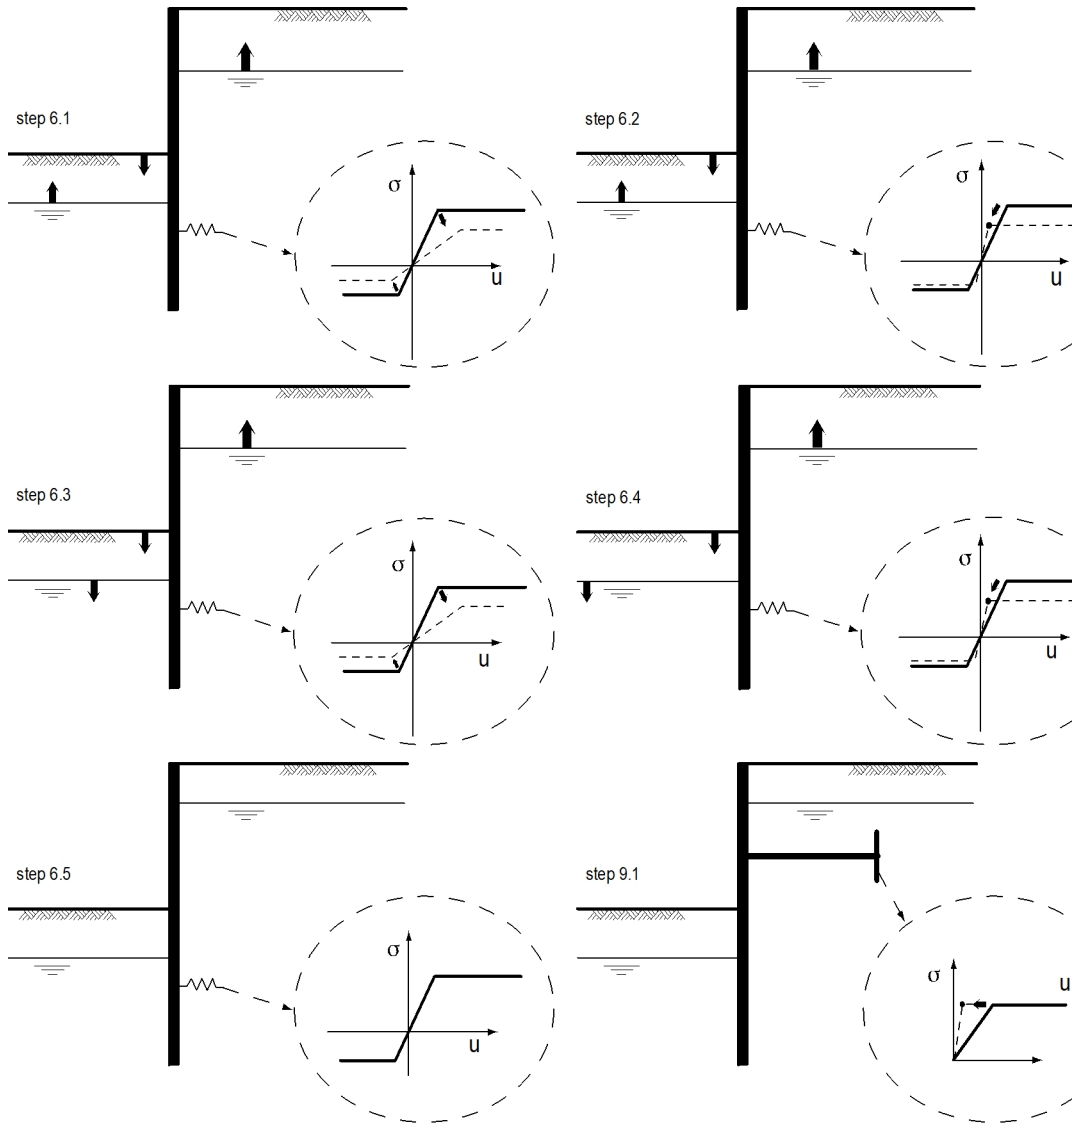 step 6.1
σ
u
step 6.2
σ
u
step 6.3
σ
u
step 6.4
σ
u
step 6.5
σ
u
step 9.1
σ
u